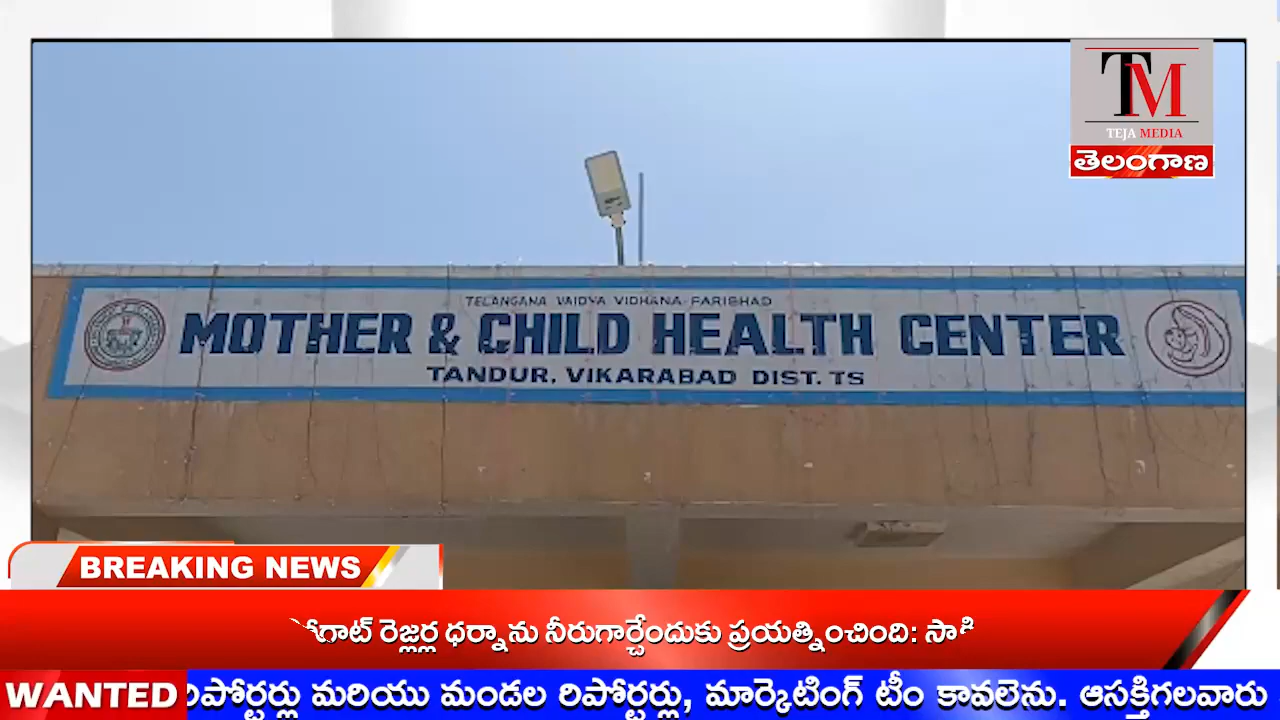 TM
TEJA MEDIA
తెలంగాణ
TELANGANA VAIDYA VIDHANA PARISHAD
MOTHER & CHILD HEALTH CENTER
TANDUR, VIKARABAD DIST. TS
BREAKING NEWS
రెజ్లర్ల ధర్నాను నీరుగార్చేందుకు ప్రయత్నించింది:
WANTED మరియు మండల రిపోర్టర్లు, మార్కెటింగ్ టీం కావలెను. ఆసక్తిగలవారు